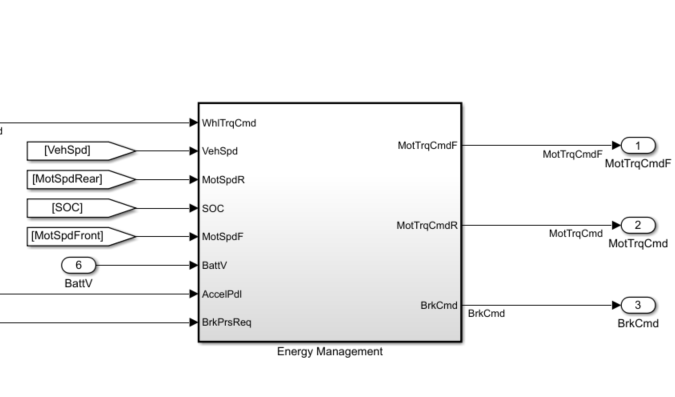 WhlTrqCmd
d
[VehSpd]
VehSpd
MotTrqCmdF
MotTrqCmdF
1
MotTrqCmdF
[MotSpdRear]
MotSpdR
[SOC]
SOC
MotTrqCmdR
MotTrqCmd
2
MotTrqCmd
[MotSpdFront]
MotSpdF
6
BattV
BattV
AccelPdl
BrkCmd
BrkCmd
3
BrkCmd
BrkPrsReq
Energy Management